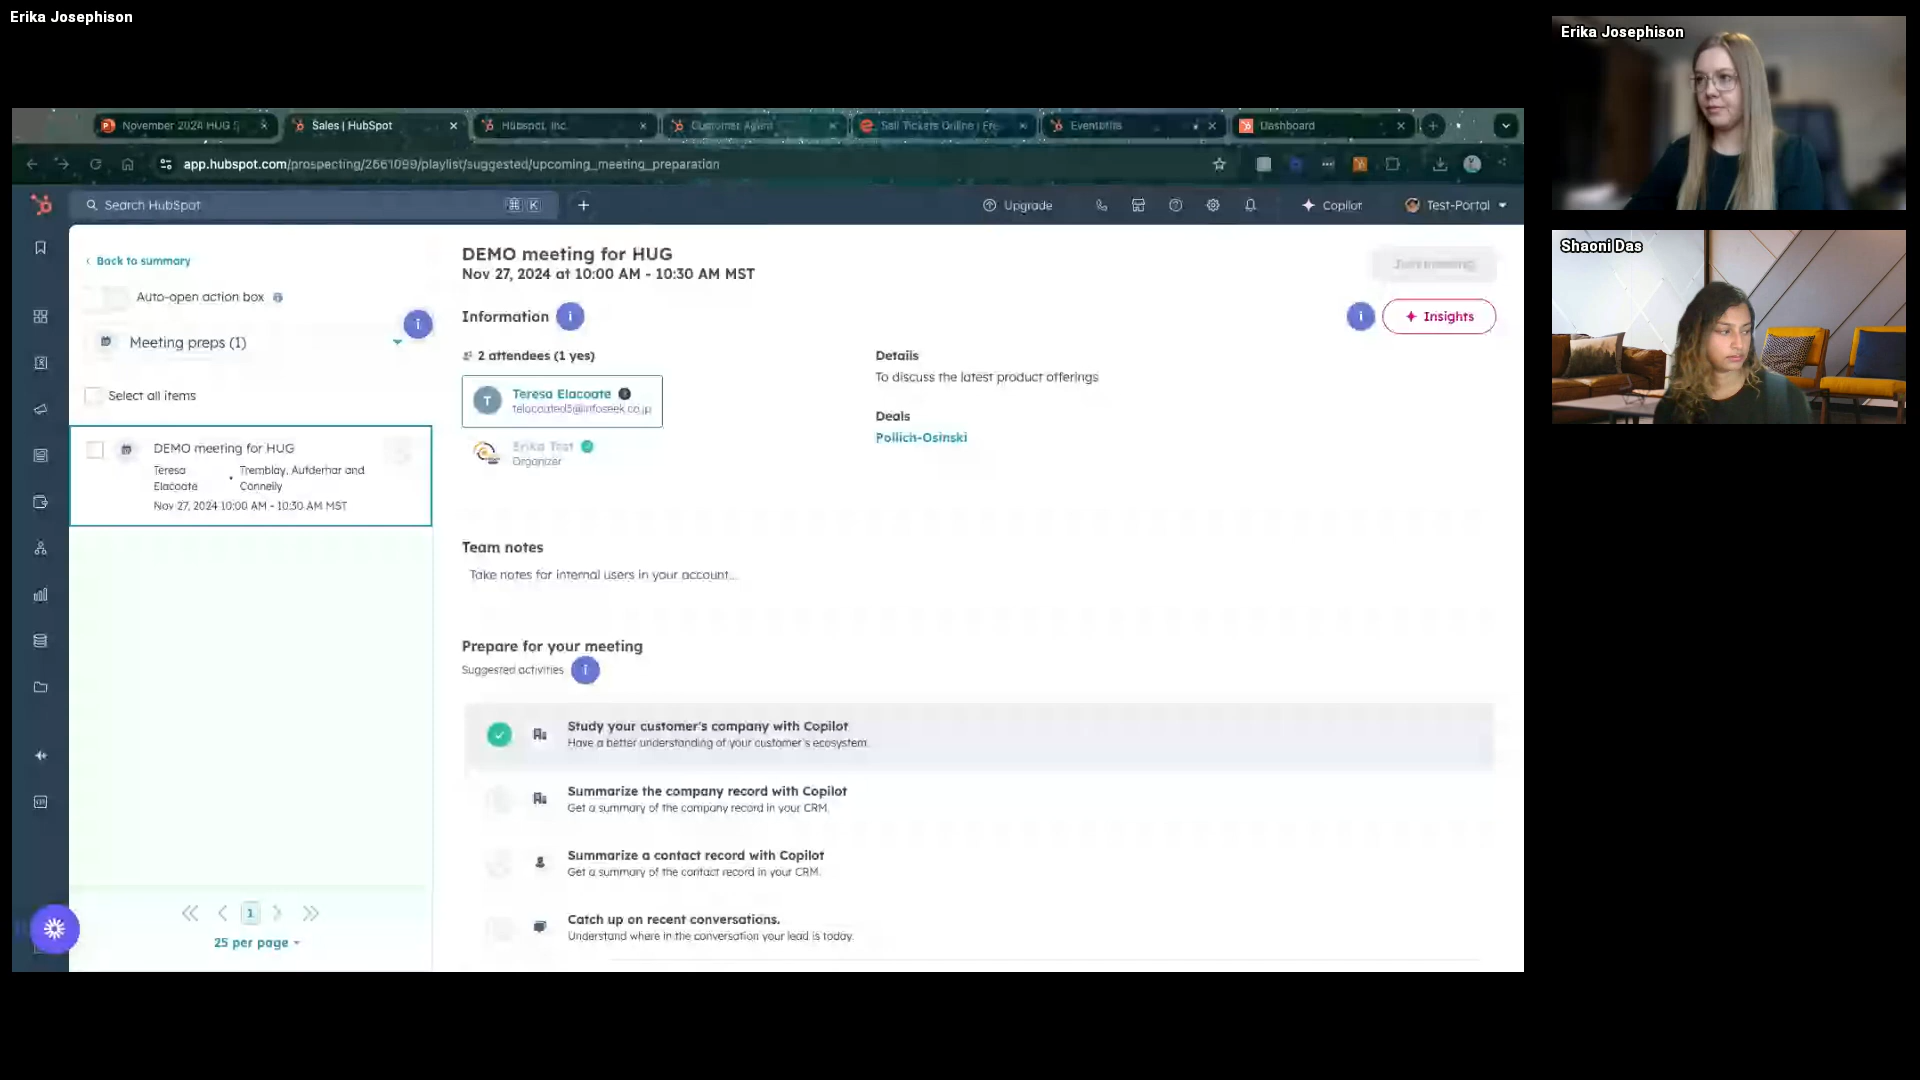 Erika Josephison
Erika Josephison
Shaoni Das
November 2024 HUG
Sales | HubSpot
Hubspot, Inc.
Customer Agent
Sell Tickets Online | Fr
Eventbrite
Dashboard
app.hubspot.com/prospecting/2661099/playlist/suggested/upcoming_meeting_preparation
Search HubSpot
⌘ K
Upgrade
Copilot
Test-Portal
Back to summary
Auto-open action box
Meeting preps (1)
Select all items
DEMO meeting for HUG
Teresa Elacoate • Tremblay, Aufderhar and Connelly
Nov 27, 2024 10:00 AM - 10:30 AM MST
1
25 per page
DEMO meeting for HUG
Nov 27, 2024 at 10:00 AM - 10:30 AM MST
Information
Insights
2 attendees (1 yes)
T
Teresa Elacoate
Erika Test
Organizer
Details
To discuss the latest product offerings
Deals
Pollich-Osinski
Team notes
Take notes for internal users in your account...
Prepare for your meeting
Suggested activities
Study your customer's company with Copilot
Have a better understanding of your customer's ecosystem.
Summarize the company record with Copilot
Get a summary of the company record in your CRM.
Summarize a contact record with Copilot
Get a summary of the contact record in your CRM.
Catch up on recent conversations.
Understand where in the conversation your lead is today.